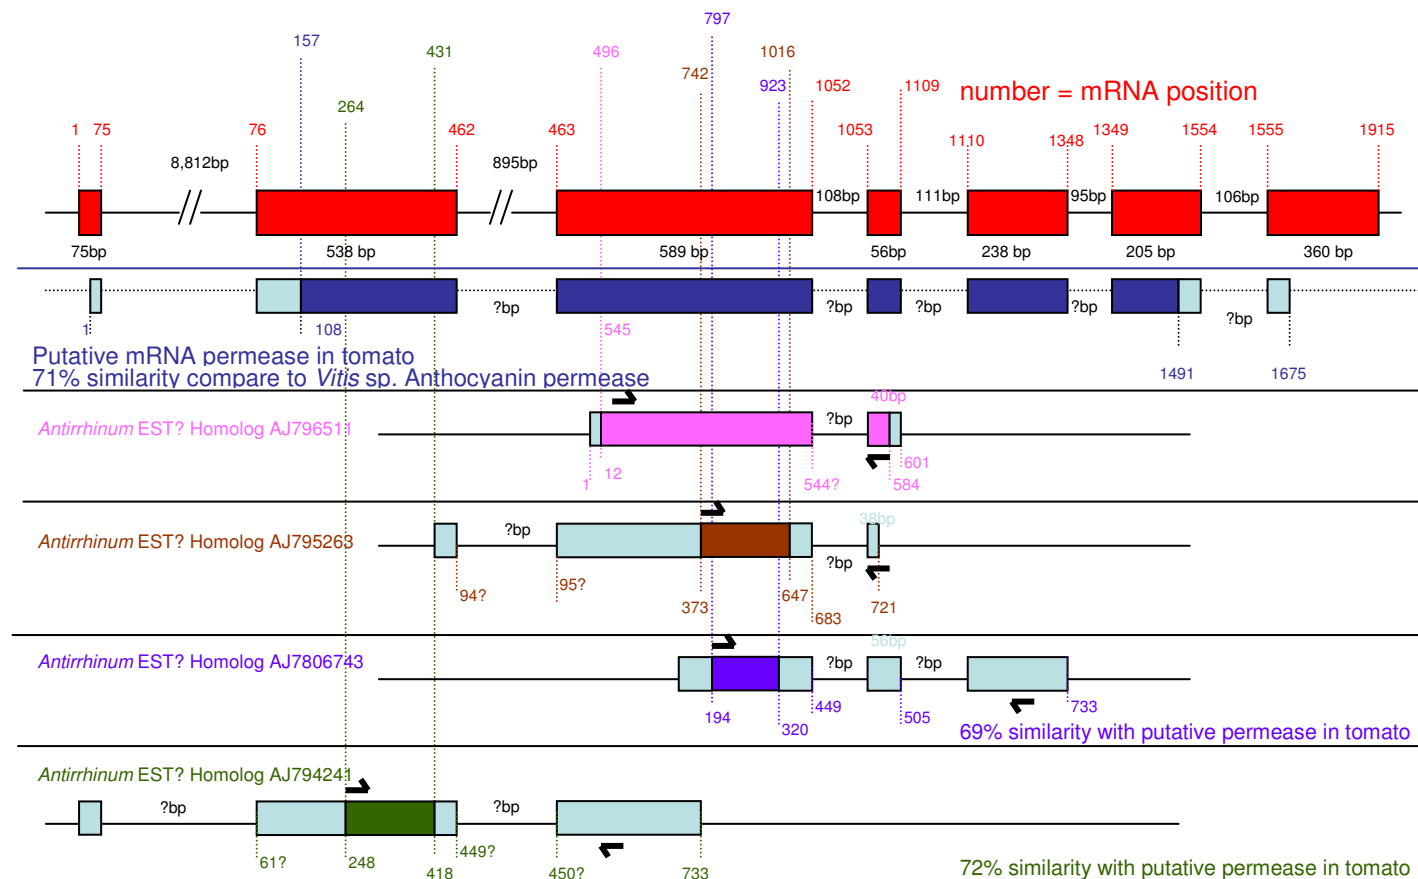 797
157
431
496
1016
742
923
1052
1109
number = mRNA position
264
1
75
76
462
463
1053
1110
1348
1349
1554
1555
1915
8,812bp
895bp
108bp
111bp
95bp
106bp
75bp
538 bp
589 bp
56bp
238 bp
205 bp
360 bp
?bp
?bp
?bp
?bp
?bp
1
108
545
Putative mRNA permease in tomato
71% similarity compare to Vitis sp. Anthocyanin permease
1491
1675
40bp
Antirrhinum EST? Homolog AJ796511
?bp
1
12
544?
584
601
38bp
Antirrhinum EST? Homolog AJ795263
?bp
?bp
94?
95?
373
647
683
721
56bp
Antirrhinum EST? Homolog AJ7806743
?bp
?bp
194
320
449
505
733
69% similarity with putative permease in tomato
Antirrhinum EST? Homolog AJ794241
?bp
?bp
61?
248
418
449?
450?
733
72% similarity with putative permease in tomato